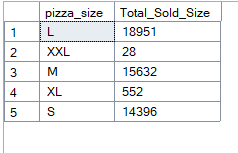 pizza_size Total_Sold_Size
1 L 18951
2 XXL 28
3 M 15632
4 XL 552
5 S 14396